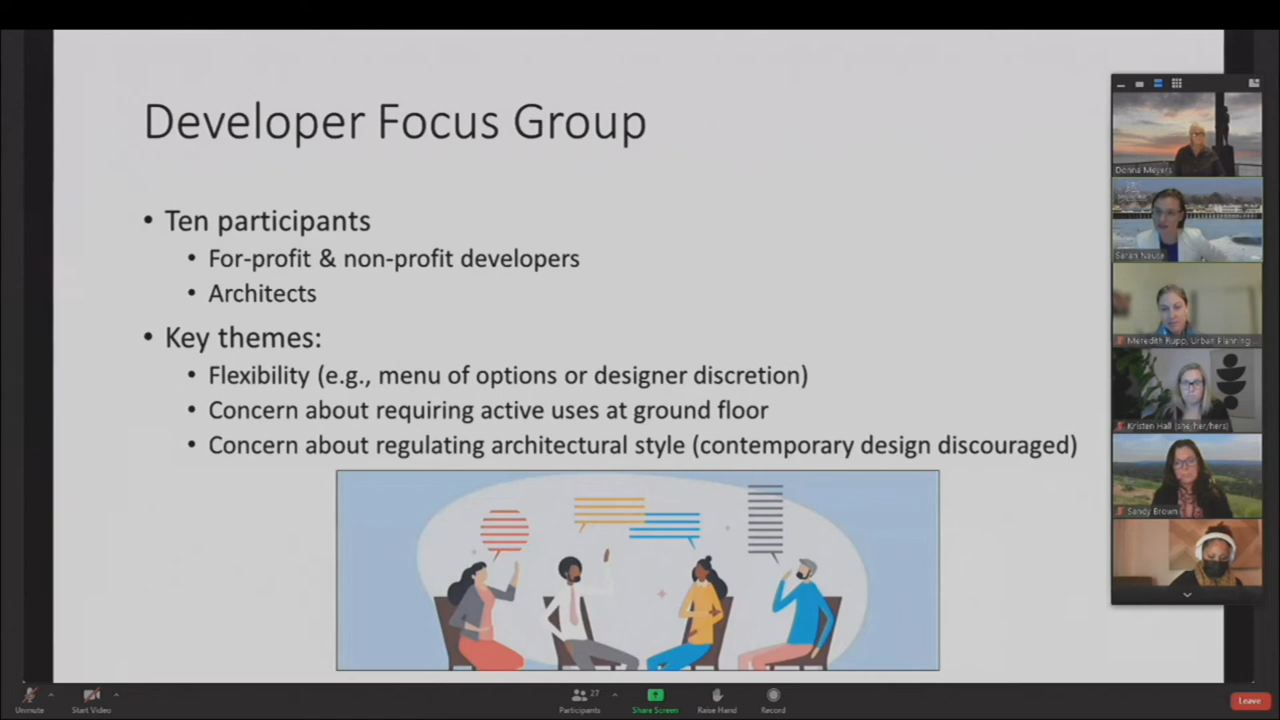 Developer Focus Group
• Ten participants
• For-profit & non-profit developers
• Architects
• Key themes:
• Flexibility (e.g., menu of options or designer discretion)
• Concern about requiring active uses at ground floor
• Concern about regulating architectural style (contemporary design discouraged)
Donna Meyers
Sarah Neuse
Meredith Rupp, Urban Planning...
Kristen Hall (she/her/hers)
Sandy Brown
Unmute
Start Video
Participants
27
Share Screen
Raise Hand
Record
Leave